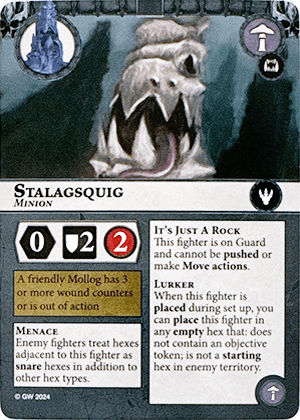 STALAGSQUIG
MINION
0 2 2
A friendly Mollog has 3
or more wound counters
or is out of action
MENACE
Enemy fighters treat hexes
adjacent to this fighter as
snare hexes in addition to
other hex types.
© GW 2024
IT'S JUST A ROCK
This fighter is on Guard
and cannot be pushed or
make Move actions.
LURKER
When this fighter is
placed during set up, you
can place this fighter in
any empty hex that: does
not contain an objective
token; is not a starting
hex in enemy territory.